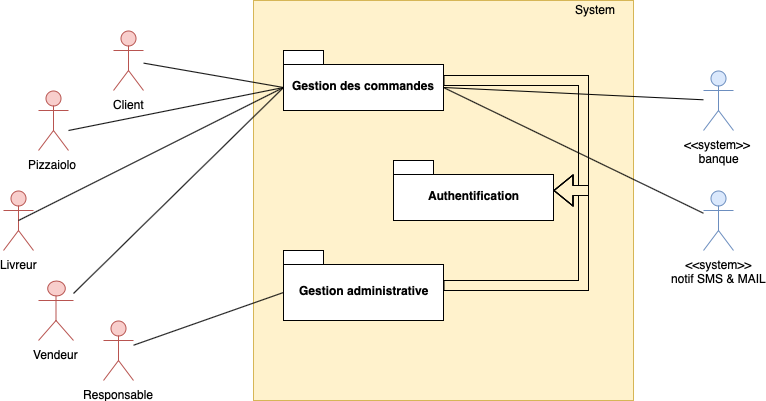 System
Client
Gestion des commandes
Pizzaiolo
<<system>>
banque
Authentification
Livreur
<<system>>
notif SMS & MAIL
Gestion administrative
Vendeur
Responsable